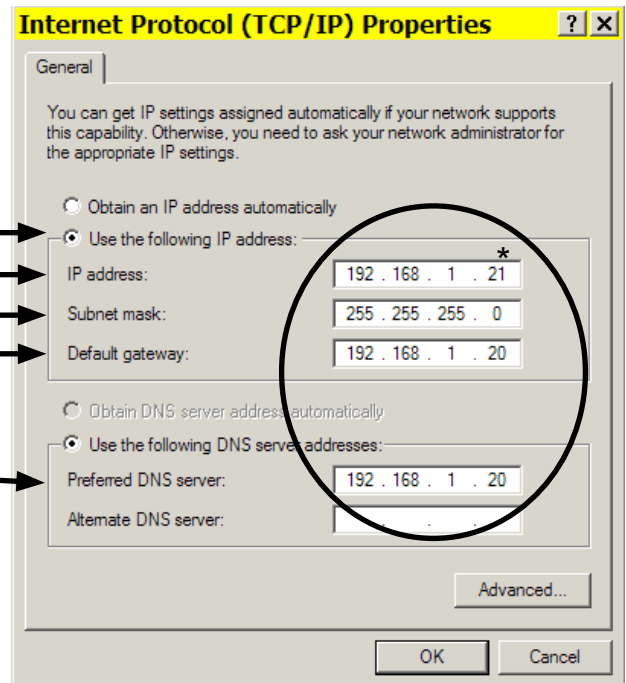 Internet Protocol (TCP/IP) Properties ? ×
General
You can get IP settings assigned automatically if your network supports
this capability. Otherwise, you need to ask your network administrator for
the appropriate IP settings.
Obtain an IP address automatically
Use the following IP address:
*
IP address: 192 . 168 . 1 . 21
Subnet mask: 255 . 255 . 255 . 0
Default gateway: 192 . 168 . 1 . 20
Obtain DNS server address automatically
Use the following DNS server addresses:
Preferred DNS server: 192 . 168 . 1 . 20
Alternate DNS server: . . .
Advanced...
OK Cancel